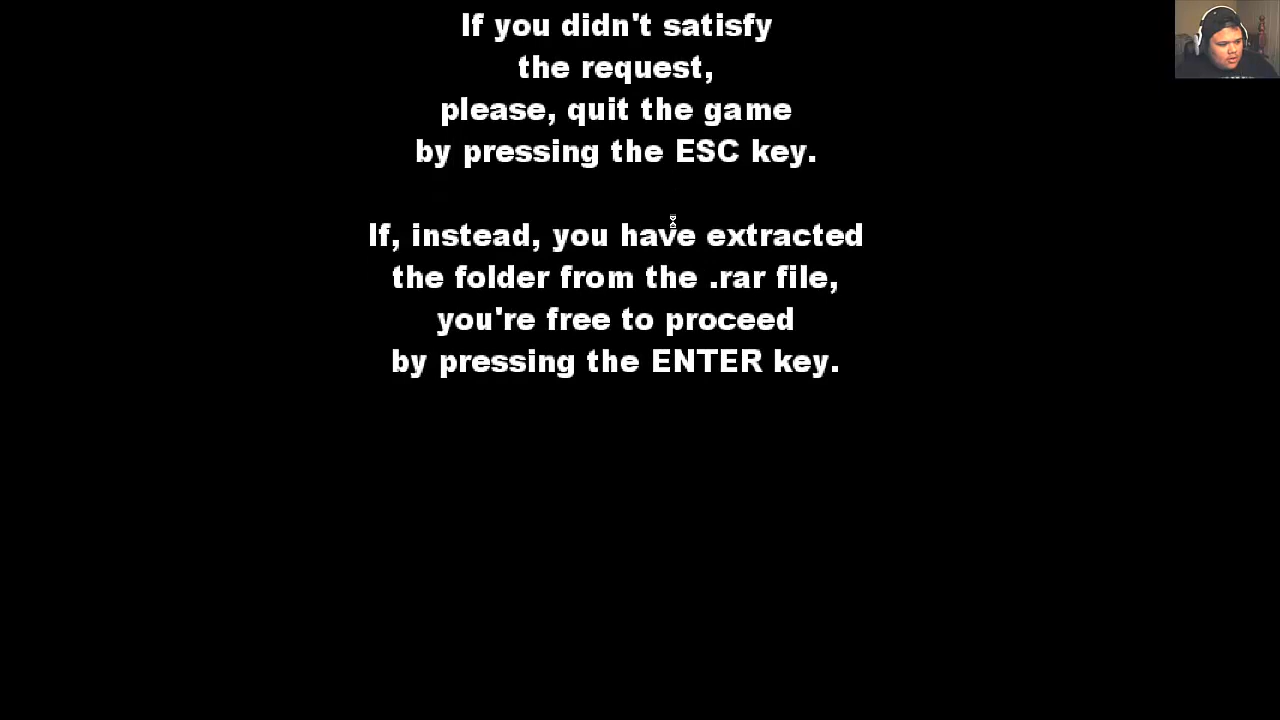 If you didn't satisfy
the request,
please, quit the game
by pressing the ESC key.
If, instead, you have extracted
the folder from the .rar file,
you're free to proceed
by pressing the ENTER key.